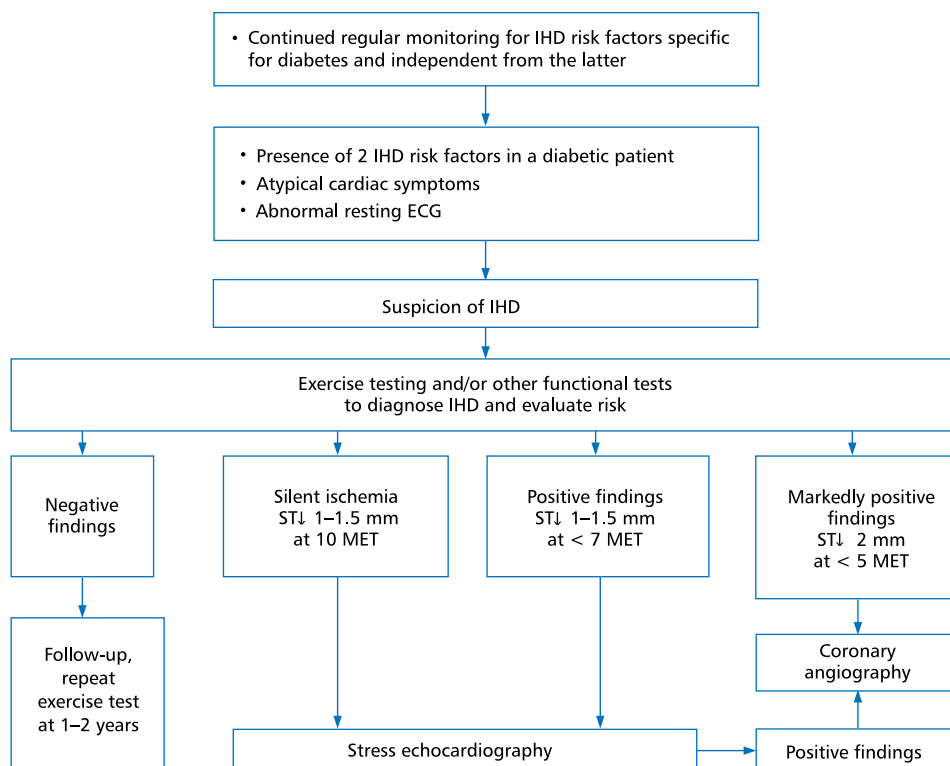 • Continued regular monitoring for IHD risk factors specific
for diabetes and independent from the latter
• Presence of 2 IHD risk factors in a diabetic patient
• Atypical cardiac symptoms
• Abnormal resting ECG
Suspicion of IHD
Exercise testing and/or other functional tests
to diagnose IHD and evaluate risk
Negative
findings
Silent ischemia
ST↓ 1–1.5 mm
at 10 MET
Positive findings
ST↓ 1–1.5 mm
at < 7 MET
Markedly positive
findings
ST↓ 2 mm
at < 5 MET
Follow-up,
repeat
exercise test
at 1–2 years
Coronary
angiography
Stress echocardiography
Positive findings